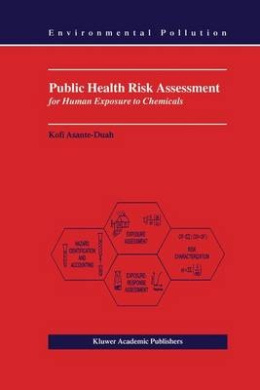 Environmental Pollution
Public Health Risk Assessment
for Human Exposure to Chemicals
Kofi Asante-Duah
HAZARD
IDENTIFICATION
AND
ACCOUNTING
EXPOSURE
ASSESSMENT
EXPOSURE-
RESPONSE
ASSESSMENT
RISK
CHARACTERIZATION
Kluwer Academic Publishers